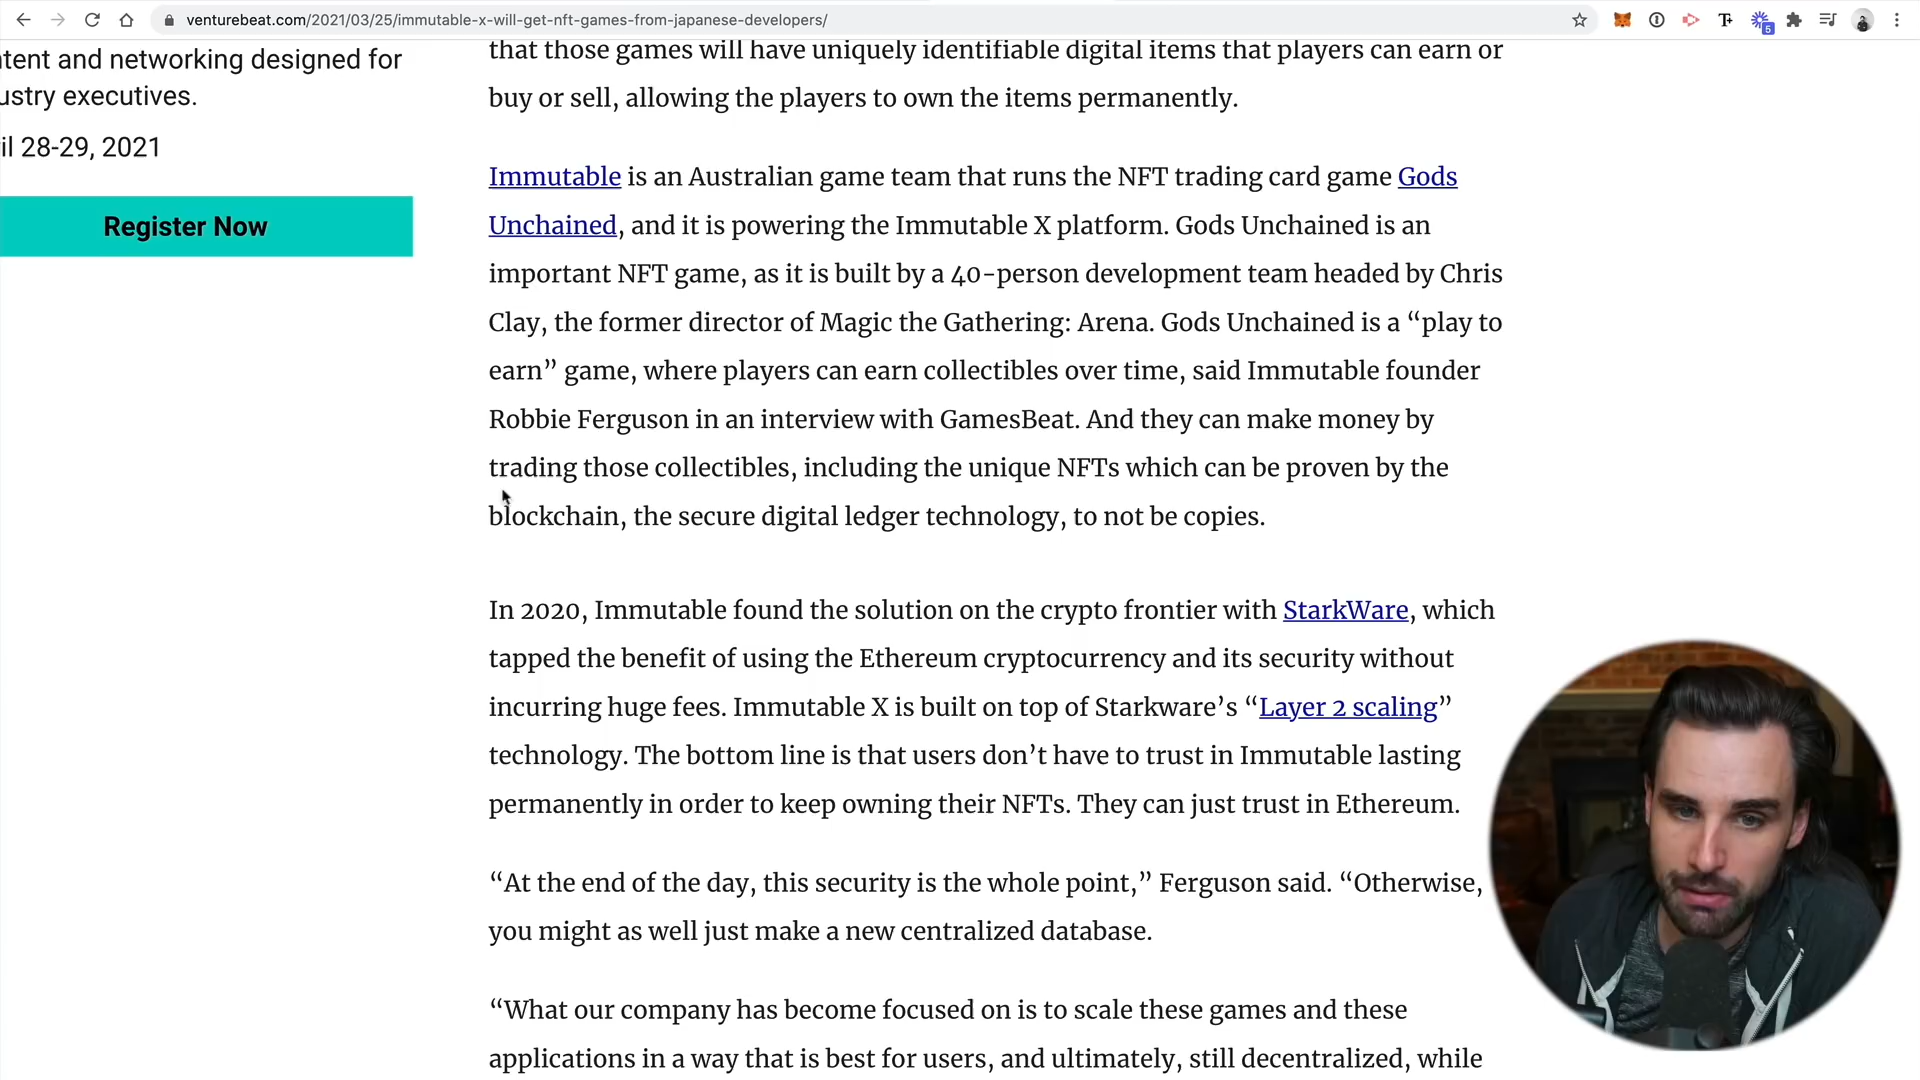 venturebeat.com/2021/03/25/immutable-x-will-get-nft-games-from-japanese-developers/
5
ntent and networking designed for
ustry executives.
il 28-29, 2021
Register Now
that those games will have uniquely identifiable digital items that players can earn or
buy or sell, allowing the players to own the items permanently.
Immutable is an Australian game team that runs the NFT trading card game Gods
Unchained, and it is powering the Immutable X platform. Gods Unchained is an
important NFT game, as it is built by a 40-person development team headed by Chris
Clay, the former director of Magic the Gathering: Arena. Gods Unchained is a “play to
earn” game, where players can earn collectibles over time, said Immutable founder
Robbie Ferguson in an interview with GamesBeat. And they can make money by
trading those collectibles, including the unique NFTs which can be proven by the
blockchain, the secure digital ledger technology, to not be copies.
In 2020, Immutable found the solution on the crypto frontier with StarkWare, which
tapped the benefit of using the Ethereum cryptocurrency and its security without
incurring huge fees. Immutable X is built on top of Starkware’s “Layer 2 scaling”
technology. The bottom line is that users don’t have to trust in Immutable lasting
permanently in order to keep owning their NFTs. They can just trust in Ethereum.
“At the end of the day, this security is the whole point,” Ferguson said. “Otherwise,
you might as well just make a new centralized database.
“What our company has become focused on is to scale these games and these
applications in a way that is best for users, and ultimately, still decentralized, while